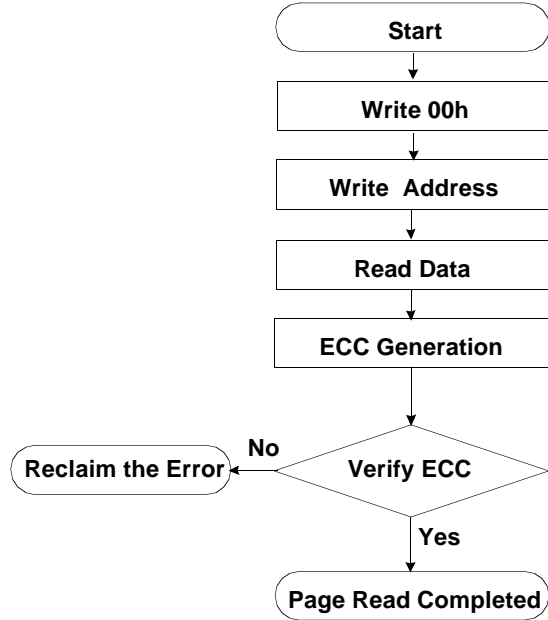 Start
Write 00h
Write Address
Read Data
ECC Generation
No
Reclaim the Error
Verify ECC
Yes
Page Read Completed